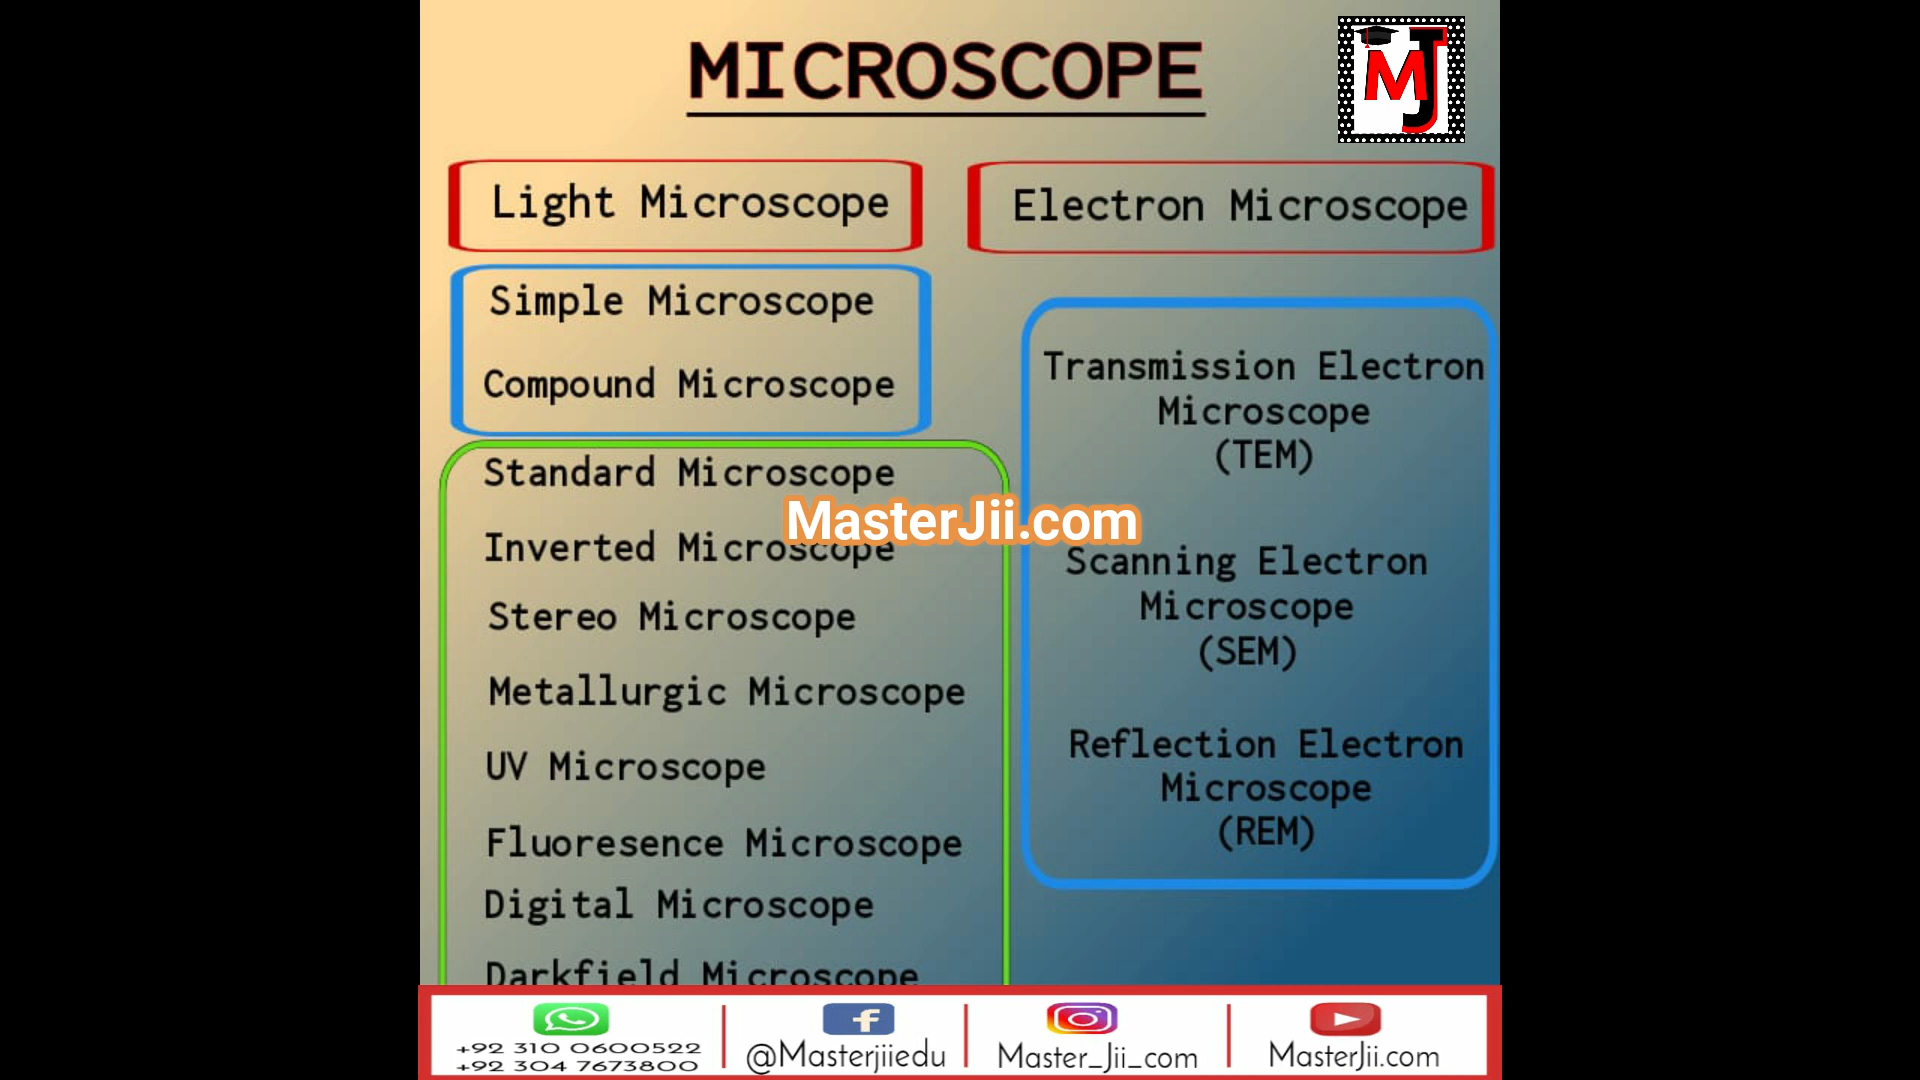 MICROSCOPE
MJ
Light Microscope
Simple Microscope
Compound Microscope
Standard Microscope
Inverted Microscope
Stereo Microscope
Metallurgic Microscope
UV Microscope
Fluoresence Microscope
Digital Microscope
Darkfield Microscope
Electron Microscope
Transmission Electron
Microscope
(TEM)
Scanning Electron
Microscope
(SEM)
Reflection Electron
Microscope
(REM)
MasterJii.com
+92 310 0600522
+92 304 7673800
@Masterjiiedu
Master_Jii_com
MasterJii.com